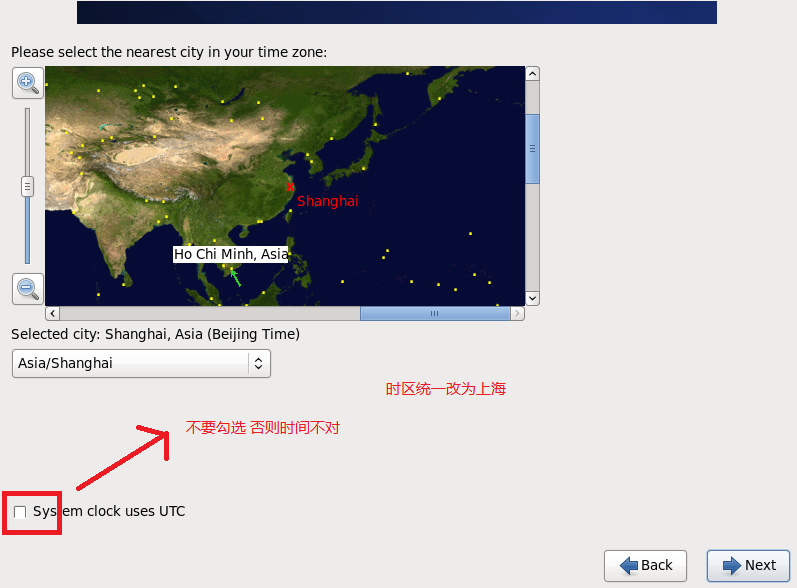 Please select the nearest city in your time zone:
Shanghai
Ho Chi Minh, Asia
Selected city: Shanghai, Asia (Beijing Time)
Asia/Shanghai
时区统一改为上海
不要勾选 否则时间不对
System clock uses UTC
Back
Next